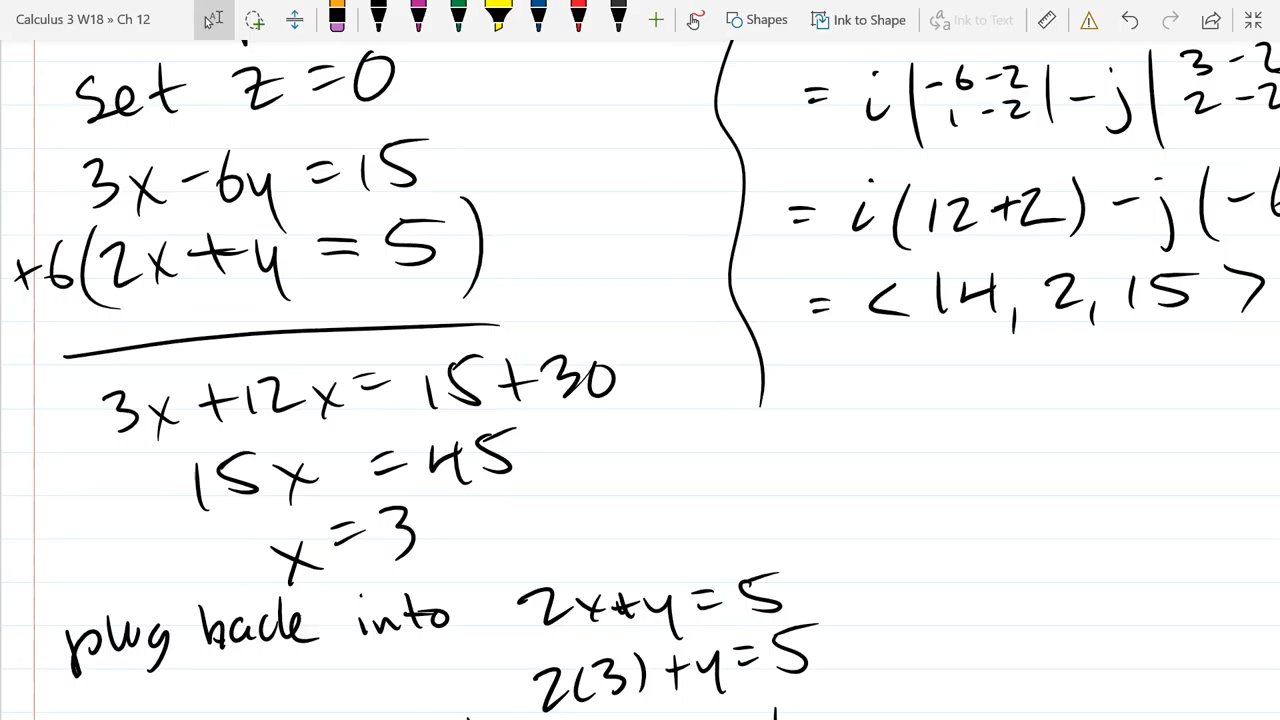 Calculus 3 W18 » Ch 12
Shapes
Ink to Shape
Ink to Text
set z = 0
3x - 6y = 15
+6(2x + y = 5)
3x + 12x = 15 + 30
15x = 45
x = 3
plug back into 2x + y = 5
2(3) + y = 5
= i | -6 -2 | - j | 3 -2
1 -2 2 -2
= i(12+2) - j(-6
= < 14, 2, 15 >